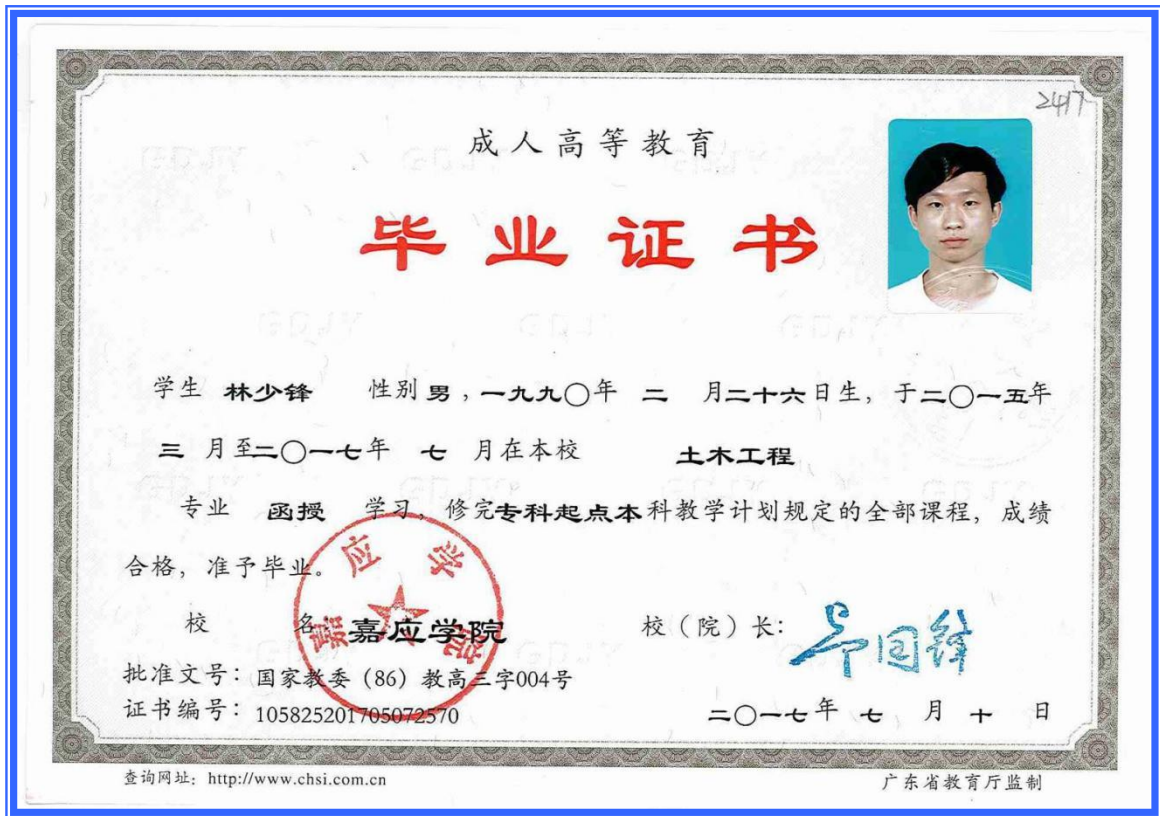 2417
成人高等教育
毕业证书
学生 林少锋 性别 男，一九九〇年 二 月二十六日生，于二〇一五年
三 月至二〇一七年 七 月在本校 土木工程
专业 函授 学习，修完专科起点本科教学计划规定的全部课程，成绩
合格，准予毕业。
嘉应学院
校 名：嘉应学院
校（院）长：
批准文号：国家教委（86）教高三字004号
证书编号：105825201705072570
二〇一七年 七 月 十 日
查询网址：http://www.chsi.com.cn
广东省教育厅监制